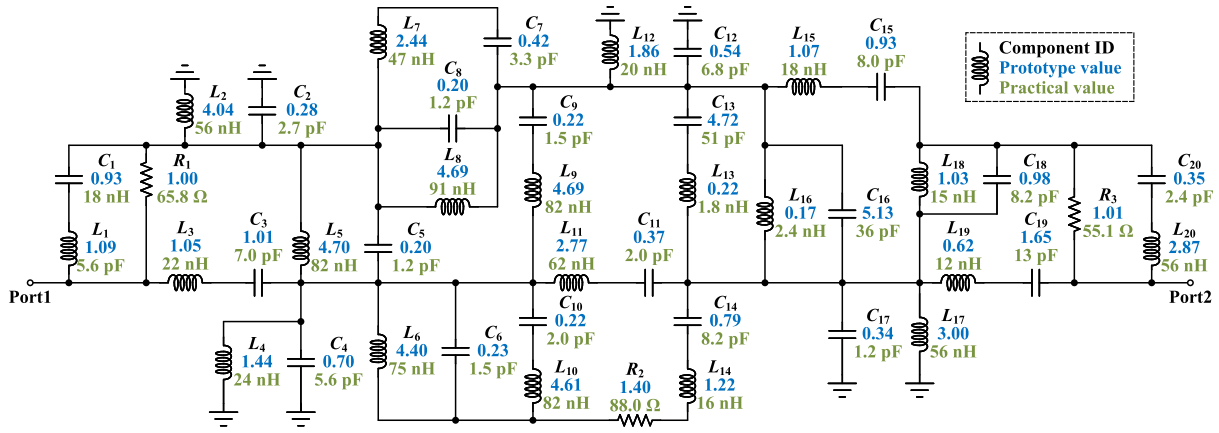 L7
2.44
47 nH
C7
0.42
3.3 pF
C8
0.20
1.2 pF
L8
4.69
91 nH
L2
4.04
56 nH
C2
0.28
2.7 pF
C1
0.93
18 nH
R1
1.00
65.8 Ω
L1
1.09
5.6 pF
L3
1.05
22 nH
C3
1.01
7.0 pF
L5
4.70
82 nH
C5
0.20
1.2 pF
Port1
L4
1.44
24 nH
C4
0.70
5.6 pF
L6
4.40
75 nH
C6
0.23
1.5 pF
C9
0.22
1.5 pF
L9
4.69
82 nH
L11
2.77
62 nH
C11
0.37
2.0 pF
C10
0.22
2.0 pF
L10
4.61
82 nH
R2
1.40
88.0 Ω
L12
1.86
20 nH
C12
0.54
6.8 pF
C13
4.72
51 pF
L13
0.22
1.8 nH
C14
0.79
8.2 pF
L14
1.22
16 nH
L15
1.07
18 nH
C15
0.93
8.0 pF
L16
0.17
2.4 nH
C16
5.13
36 pF
C17
0.34
1.2 pF
L17
3.00
56 nH
L18
1.03
15 nH
C18
0.98
8.2 pF
L19
0.62
12 nH
C19
1.65
13 pF
R3
1.01
55.1 Ω
C20
0.35
2.4 pF
L20
2.87
56 nH
Port2
Component ID
Prototype value
Practical value